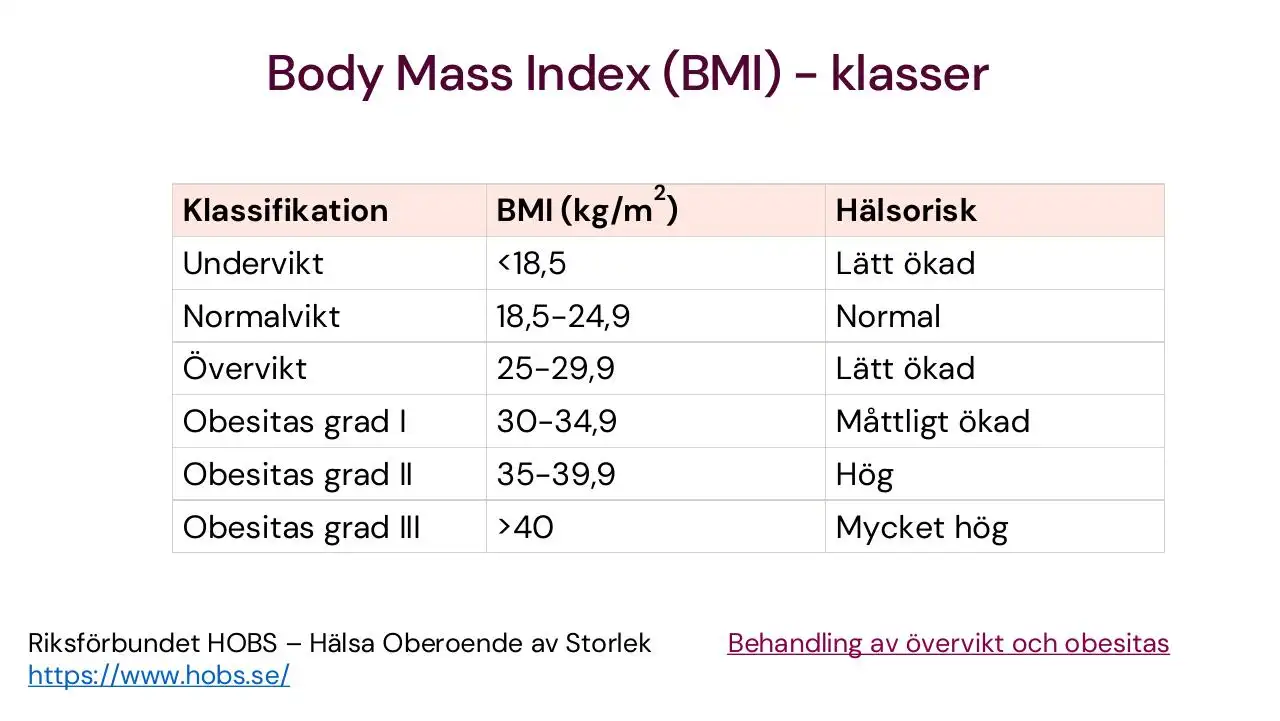 Body Mass Index (BMI) – klasser
Klassifikation BMI (kg/m²) Hälsorisk
Undervikt <18,5 Lätt ökad
Normalvikt 18,5–24,9 Normal
Övervikt 25–29,9 Lätt ökad
Obesitas grad I 30–34,9 Måttligt ökad
Obesitas grad II 35–39,9 Hög
Obesitas grad III >40 Mycket hög
Riksförbundet HOBS – Hälsa Oberoende av Storlek Behandling av övervikt och obesitas
https://www.hobs.se/